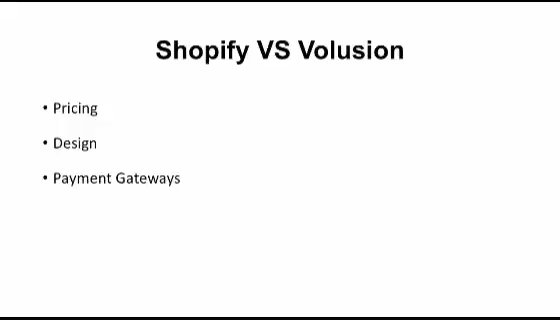 Shopify VS Volusion
• Pricing
• Design
• Payment Gateways